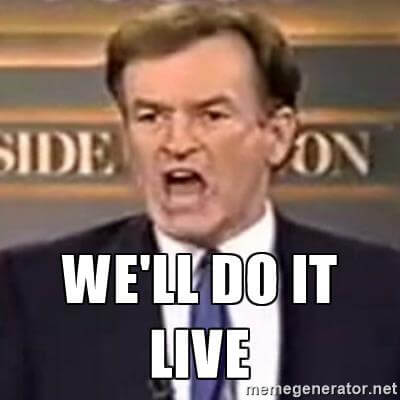 SIDE
ON
WE'LL DO IT
LIVE
memegenerator.net